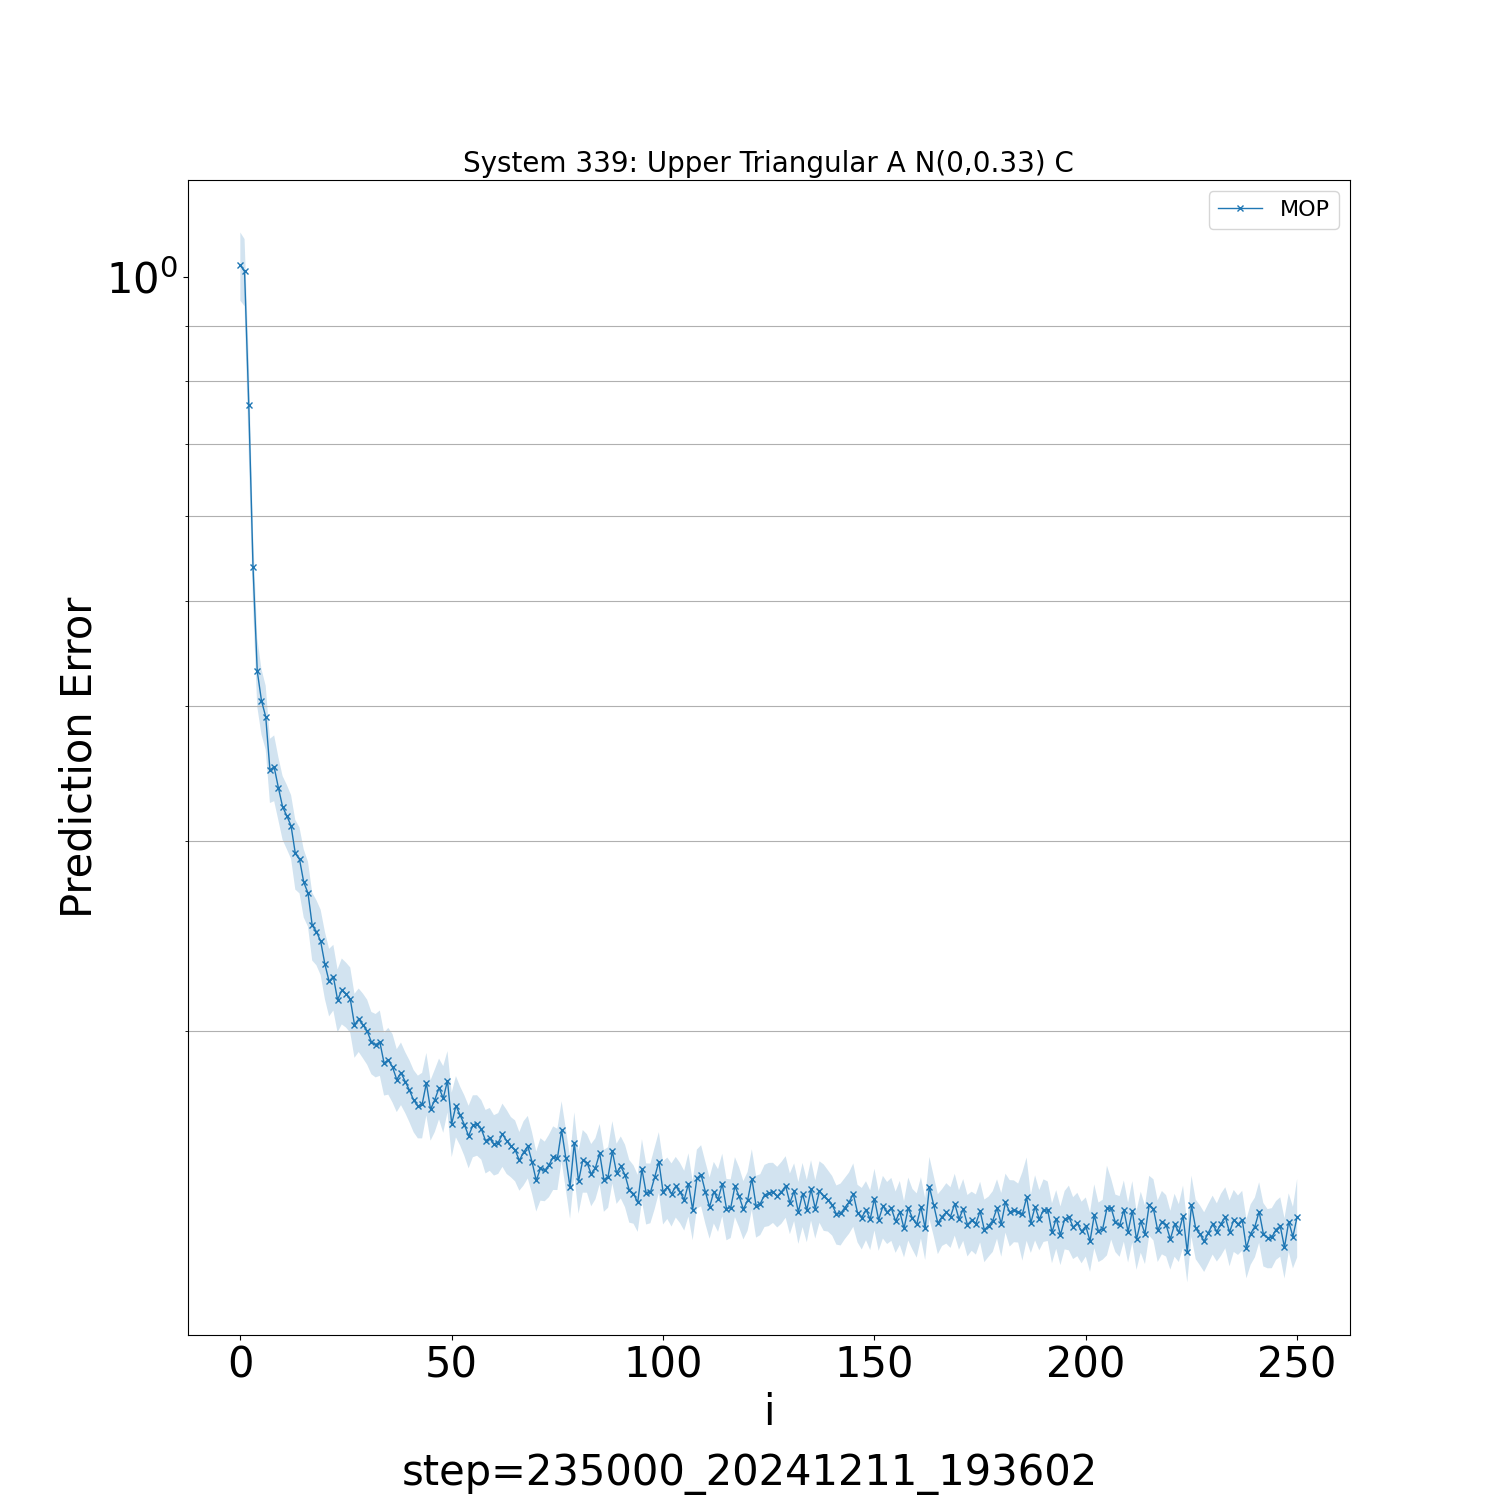 System 339: Upper Triangular A N(0,0.33) C
MOP
10⁰
Prediction Error
0 50 100 150 200 250
i
step=235000_20241211_193602